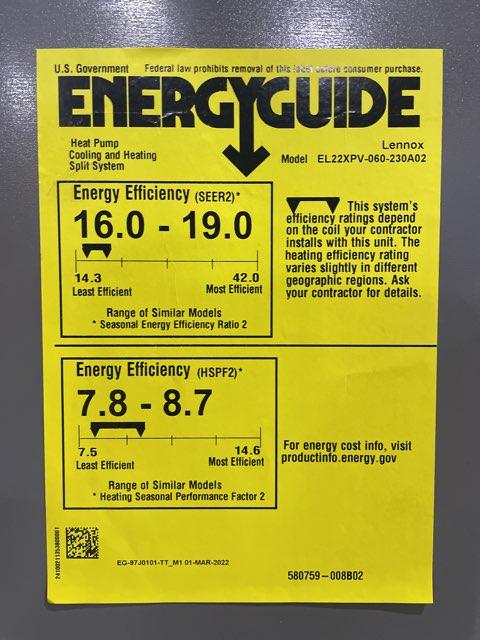 U.S. Government Federal law prohibits removal of this label before consumer purchase.
ENERGYGUIDE
Heat Pump
Cooling and Heating
Split System
Lennox
Model EL22XPV-060-230A02
Energy Efficiency (SEER2)*
16.0 - 19.0
14.3 42.0
Least Efficient Most Efficient
Range of Similar Models
* Seasonal Energy Efficiency Ratio 2
This system's
efficiency ratings depend
on the coil your contractor
installs with this unit. The
heating efficiency rating
varies slightly in different
geographic regions. Ask
your contractor for details.
Energy Efficiency (HSPF2)*
7.8 - 8.7
7.5 14.6
Least Efficient Most Efficient
Range of Similar Models
* Heating Seasonal Performance Factor 2
For energy cost info, visit
productinfo.energy.gov
EG-97J0101-TT_M1 01-MAR-2022
580759-008B02